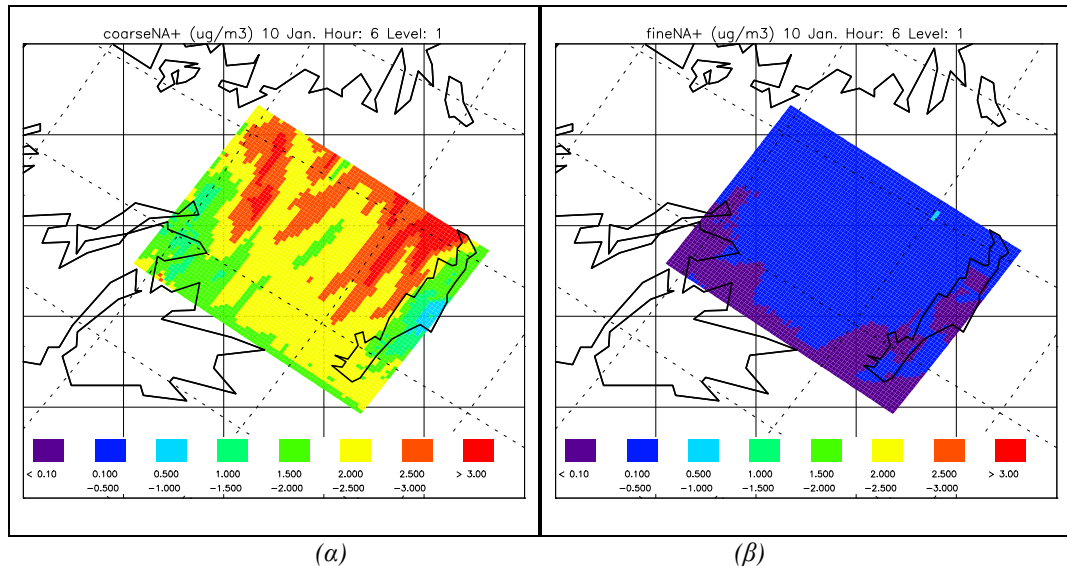 coarseNA+ (ug/m3) 10 Jan. Hour: 6 Level: 1
< 0.10 0.100 0.500 1.000 1.500 2.000 2.500 > 3.00
−0.500 −1.000 −1.500 −2.000 −2.500 −3.000
(α)
fineNA+ (ug/m3) 10 Jan. Hour: 6 Level: 1
< 0.10 0.100 0.500 1.000 1.500 2.000 2.500 > 3.00
−0.500 −1.000 −1.500 −2.000 −2.500 −3.000
(β)